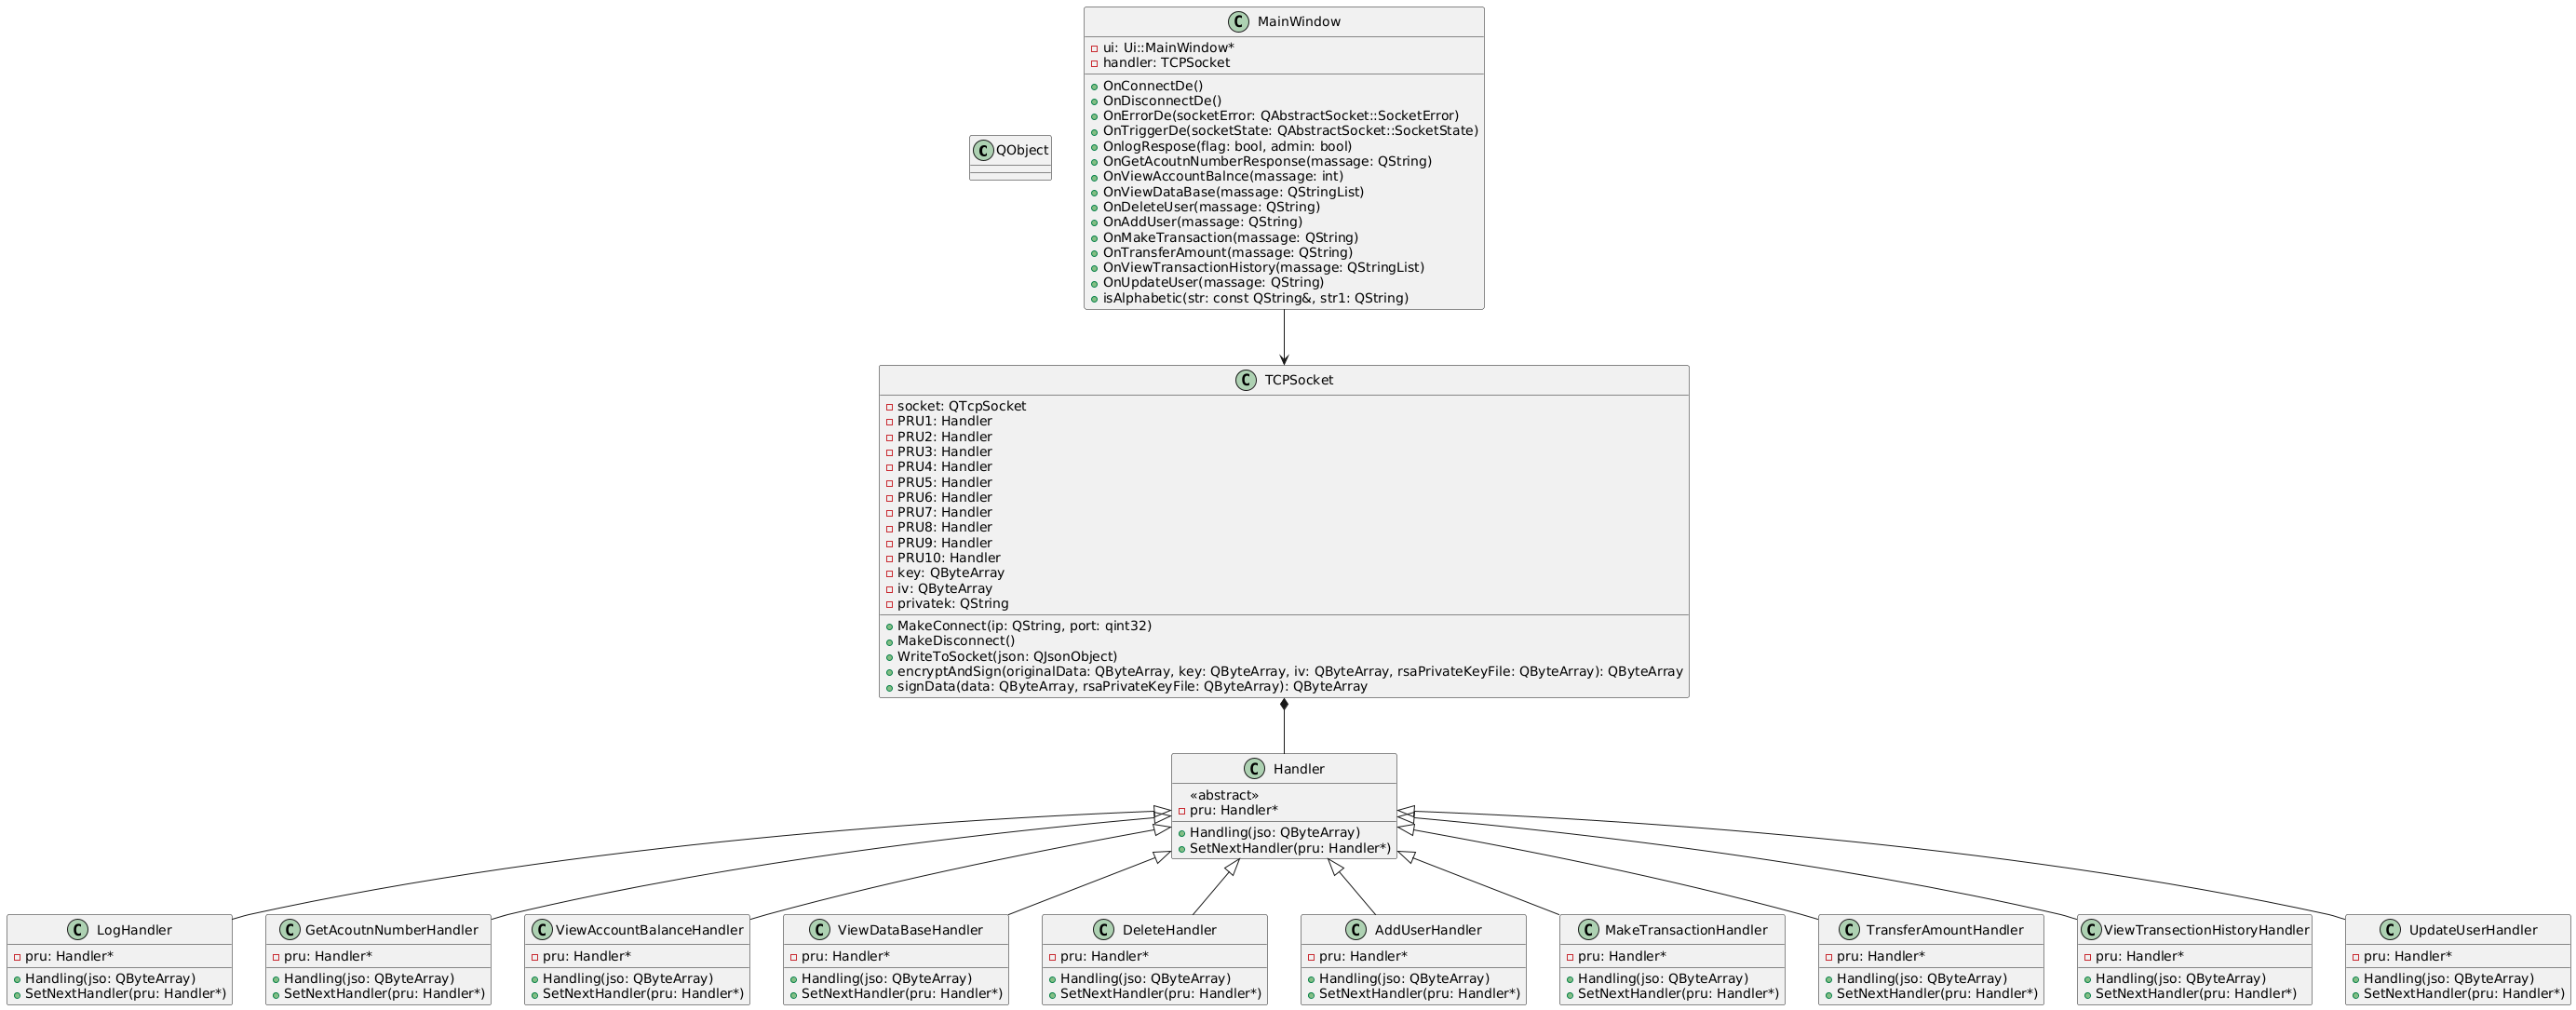 MainWindow
ui: Ui::MainWindow*
handler: TCPSocket
OnConnectDe()
OnDisconnectDe()
OnErrorDe(socketError: QAbstractSocket::SocketError)
OnTriggerDe(socketState: QAbstractSocket::SocketState)
OnlogRespose(flag: bool, admin: bool)
OnGetAcoutnNumberResponse(massage: QString)
OnViewAccountBalnce(massage: int)
OnViewDataBase(massage: QStringList)
OnDeleteUser(massage: QString)
OnAddUser(massage: QString)
OnMakeTransaction(massage: QString)
OnTransferAmount(massage: QString)
OnViewTransactionHistory(massage: QStringList)
OnUpdateUser(massage: QString)
isAlphabetic(str: const QString&, str1: QString)
QObject
TCPSocket
socket: QTcpSocket
PRU1: Handler
PRU2: Handler
PRU3: Handler
PRU4: Handler
PRU5: Handler
PRU6: Handler
PRU7: Handler
PRU8: Handler
PRU9: Handler
PRU10: Handler
key: QByteArray
iv: QByteArray
privatek: QString
MakeConnect(ip: QString, port: qint32)
MakeDisconnect()
WriteToSocket(json: QJsonObject)
encryptAndSign(originalData: QByteArray, key: QByteArray, iv: QByteArray, rsaPrivateKeyFile: QByteArray): QByteArray
signData(data: QByteArray, rsaPrivateKeyFile: QByteArray): QByteArray
Handler
«abstract»
pru: Handler*
Handling(jso: QByteArray)
SetNextHandler(pru: Handler*)
LogHandler
pru: Handler*
Handling(jso: QByteArray)
SetNextHandler(pru: Handler*)
GetAcoutnNumberHandler
pru: Handler*
Handling(jso: QByteArray)
SetNextHandler(pru: Handler*)
ViewAccountBalanceHandler
pru: Handler*
Handling(jso: QByteArray)
SetNextHandler(pru: Handler*)
ViewDataBaseHandler
pru: Handler*
Handling(jso: QByteArray)
SetNextHandler(pru: Handler*)
DeleteHandler
pru: Handler*
Handling(jso: QByteArray)
SetNextHandler(pru: Handler*)
AddUserHandler
pru: Handler*
Handling(jso: QByteArray)
SetNextHandler(pru: Handler*)
MakeTransactionHandler
pru: Handler*
Handling(jso: QByteArray)
SetNextHandler(pru: Handler*)
TransferAmountHandler
pru: Handler*
Handling(jso: QByteArray)
SetNextHandler(pru: Handler*)
ViewTransectionHistoryHandler
pru: Handler*
Handling(jso: QByteArray)
SetNextHandler(pru: Handler*)
UpdateUserHandler
pru: Handler*
Handling(jso: QByteArray)
SetNextHandler(pru: Handler*)